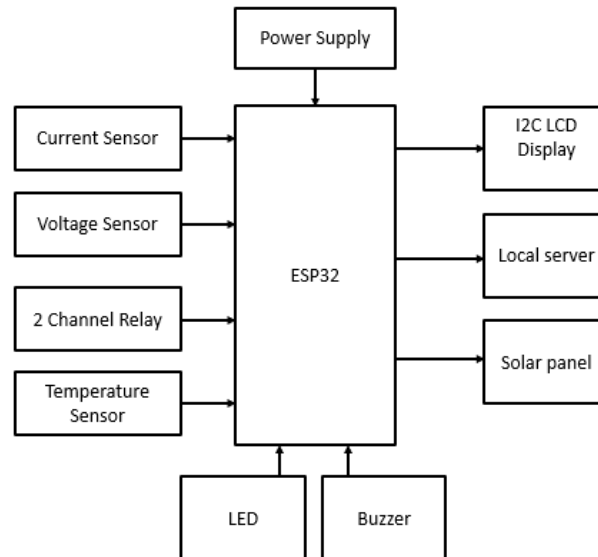 Power Supply
Current Sensor
Voltage Sensor
2 Channel Relay
Temperature
Sensor
ESP32
I2C LCD
Display
Local server
Solar panel
LED
Buzzer